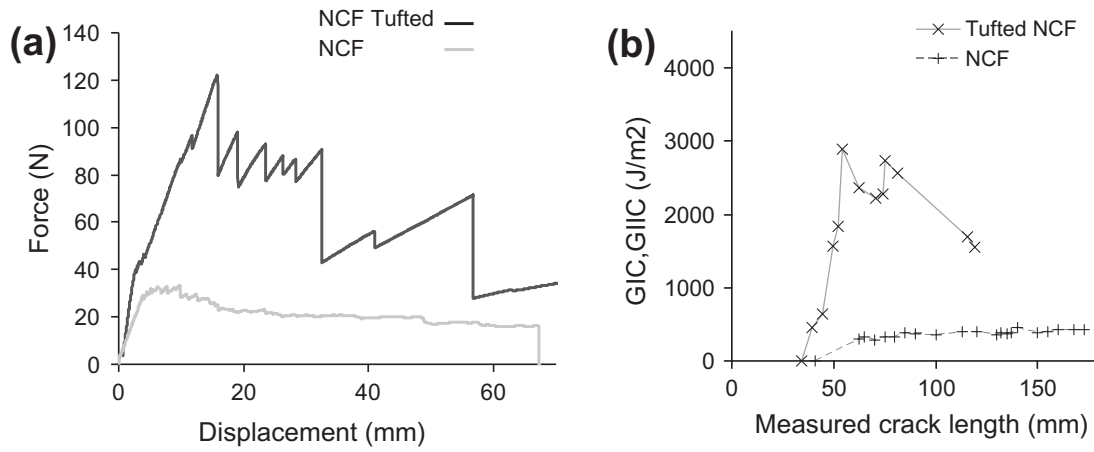 (a)
NCF Tufted
NCF
Force (N)
140
120
100
80
60
40
20
0
0 20 40 60
Displacement (mm)
(b)
Tufted NCF
NCF
GIC,GIIC (J/m2)
4000
3000
2000
1000
0
0 50 100 150
Measured crack length (mm)